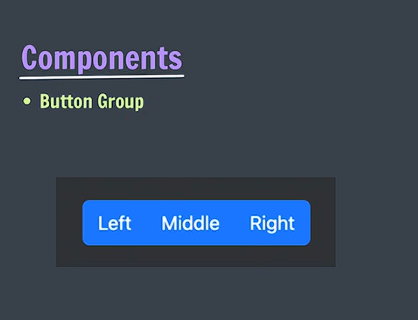 Components
• Button Group
Left Middle Right